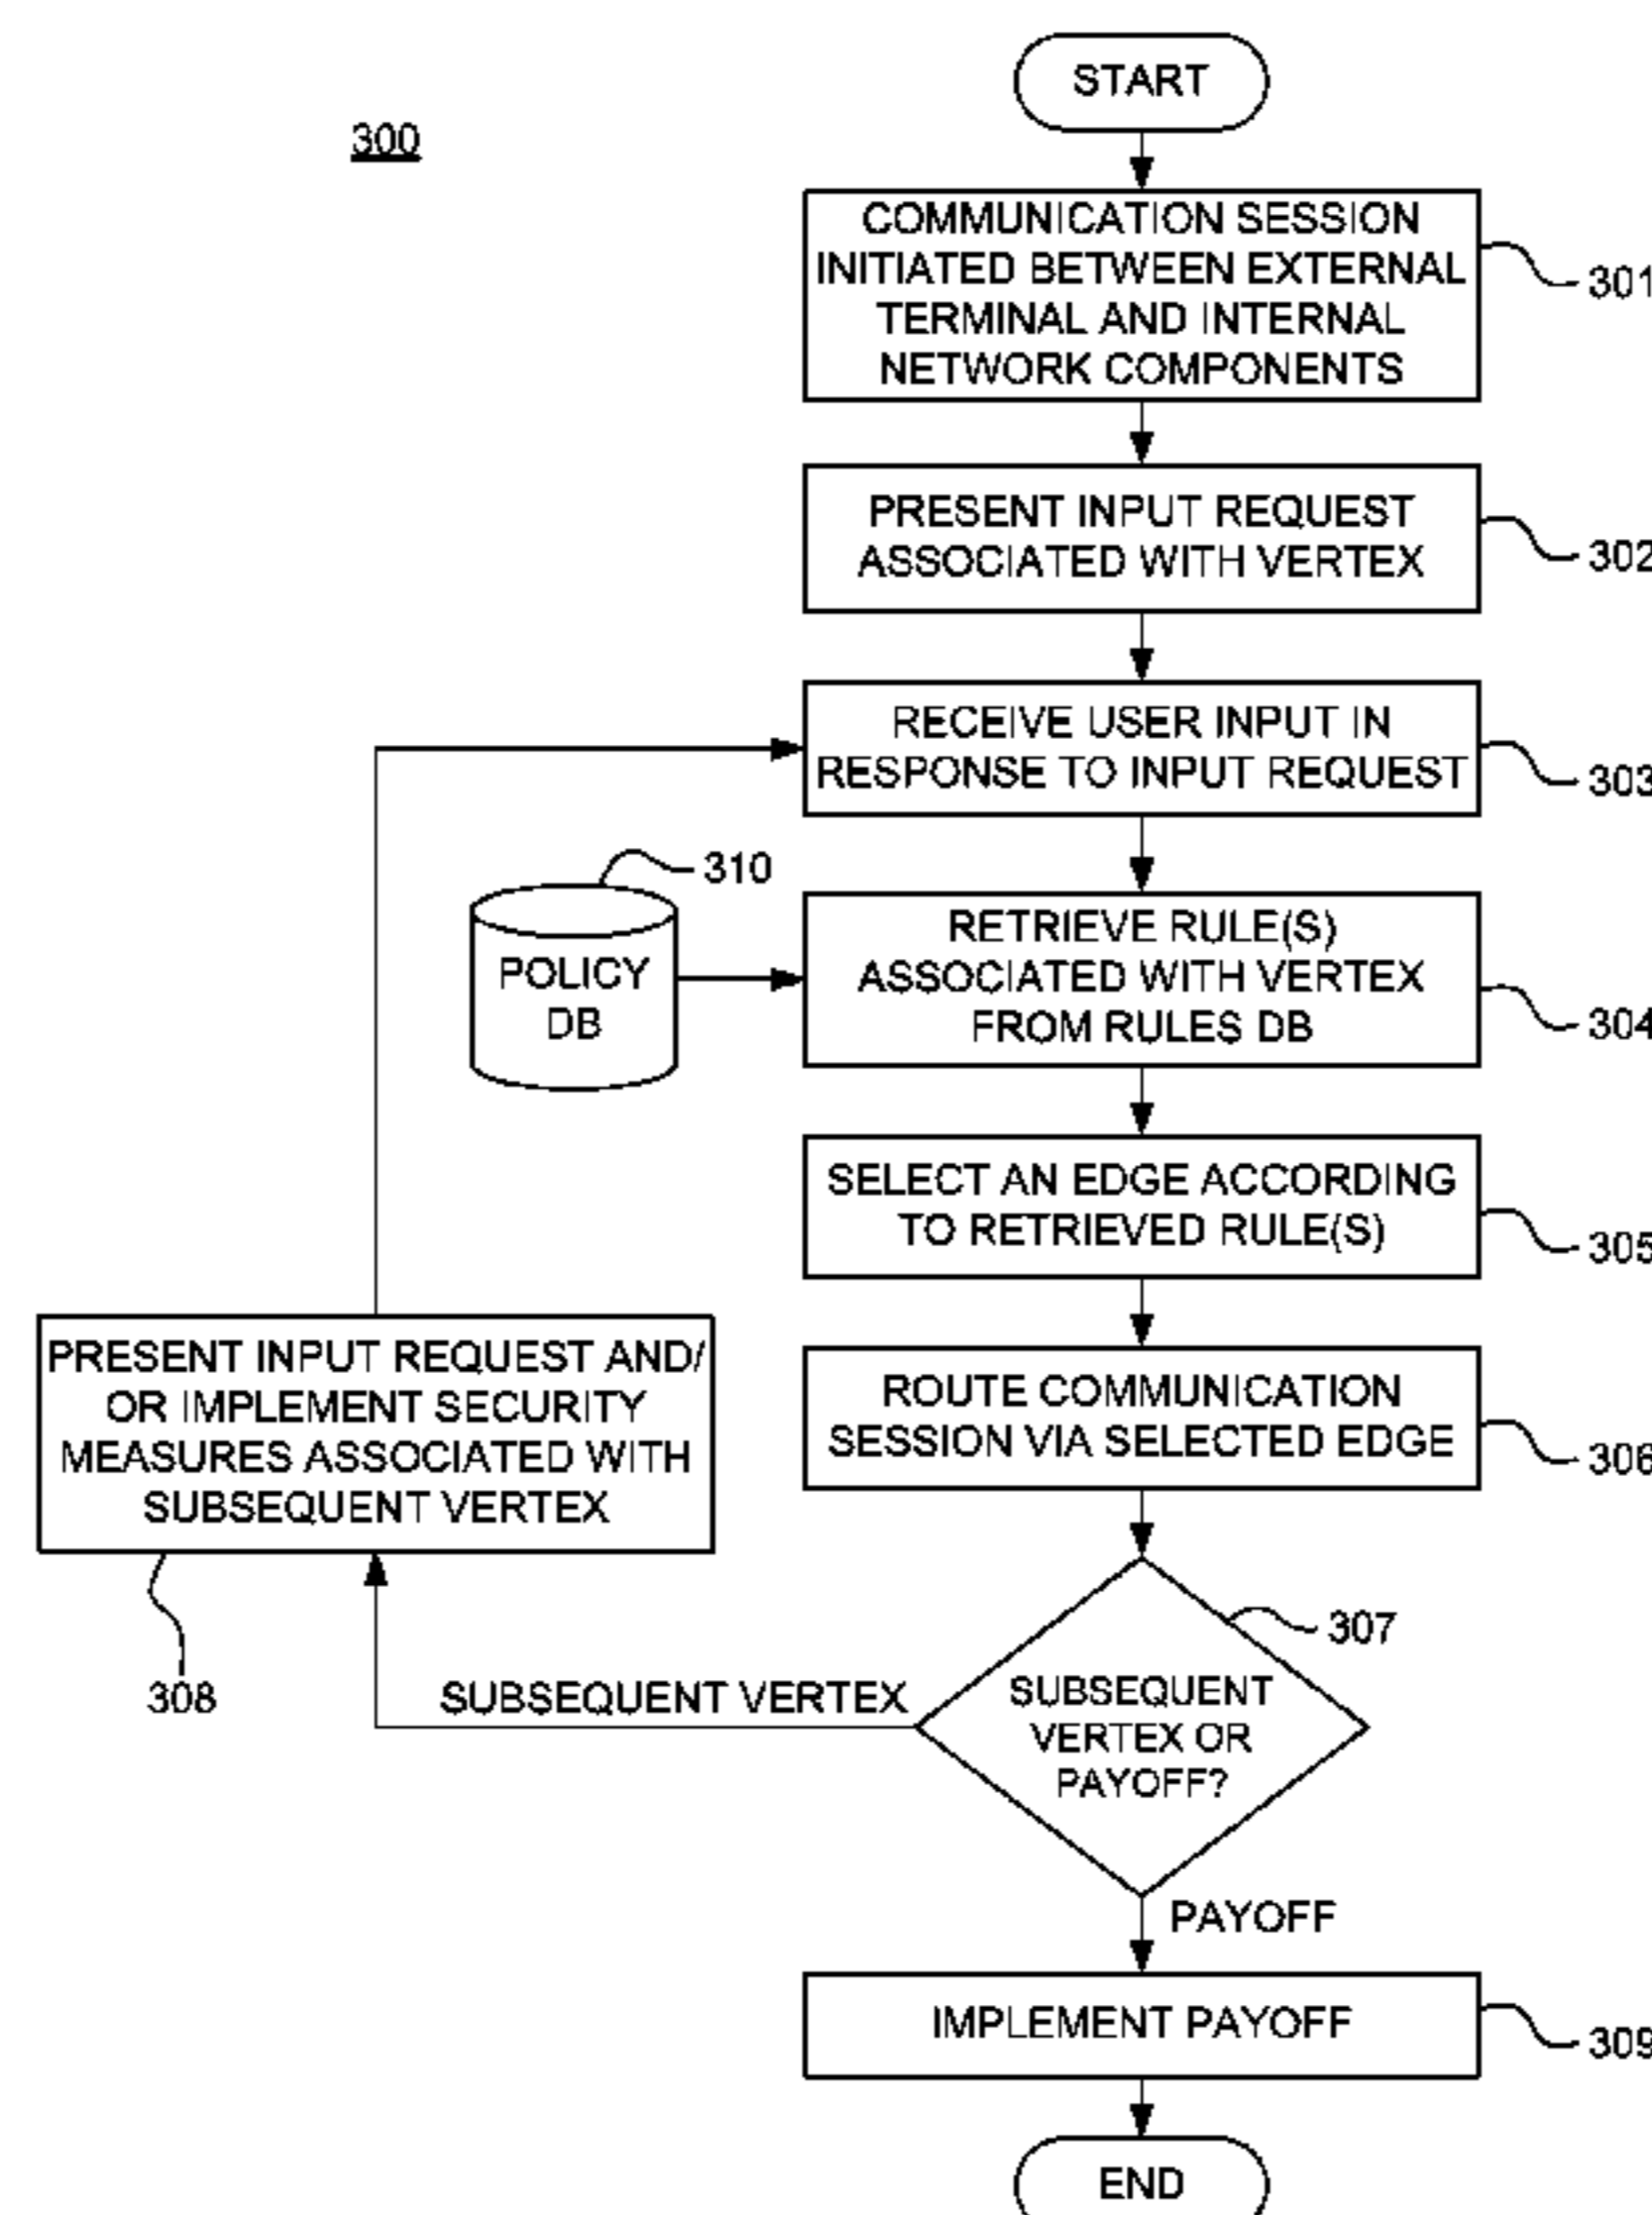 START
300
COMMUNICATION SESSION
INITIATED BETWEEN EXTERNAL
TERMINAL AND INTERNAL
NETWORK COMPONENTS
301
PRESENT INPUT REQUEST
ASSOCIATED WITH VERTEX
302
RECEIVE USER INPUT IN
RESPONSE TO INPUT REQUEST
303
310
POLICY
DB
RETRIEVE RULE(S)
ASSOCIATED WITH VERTEX
FROM RULES DB
304
SELECT AN EDGE ACCORDING
TO RETRIEVED RULE(S)
305
PRESENT INPUT REQUEST AND/
OR IMPLEMENT SECURITY
MEASURES ASSOCIATED WITH
SUBSEQUENT VERTEX
308
ROUTE COMMUNICATION
SESSION VIA SELECTED EDGE
306
307
SUBSEQUENT VERTEX
SUBSEQUENT
VERTEX OR
PAYOFF?
PAYOFF
IMPLEMENT PAYOFF
309
END